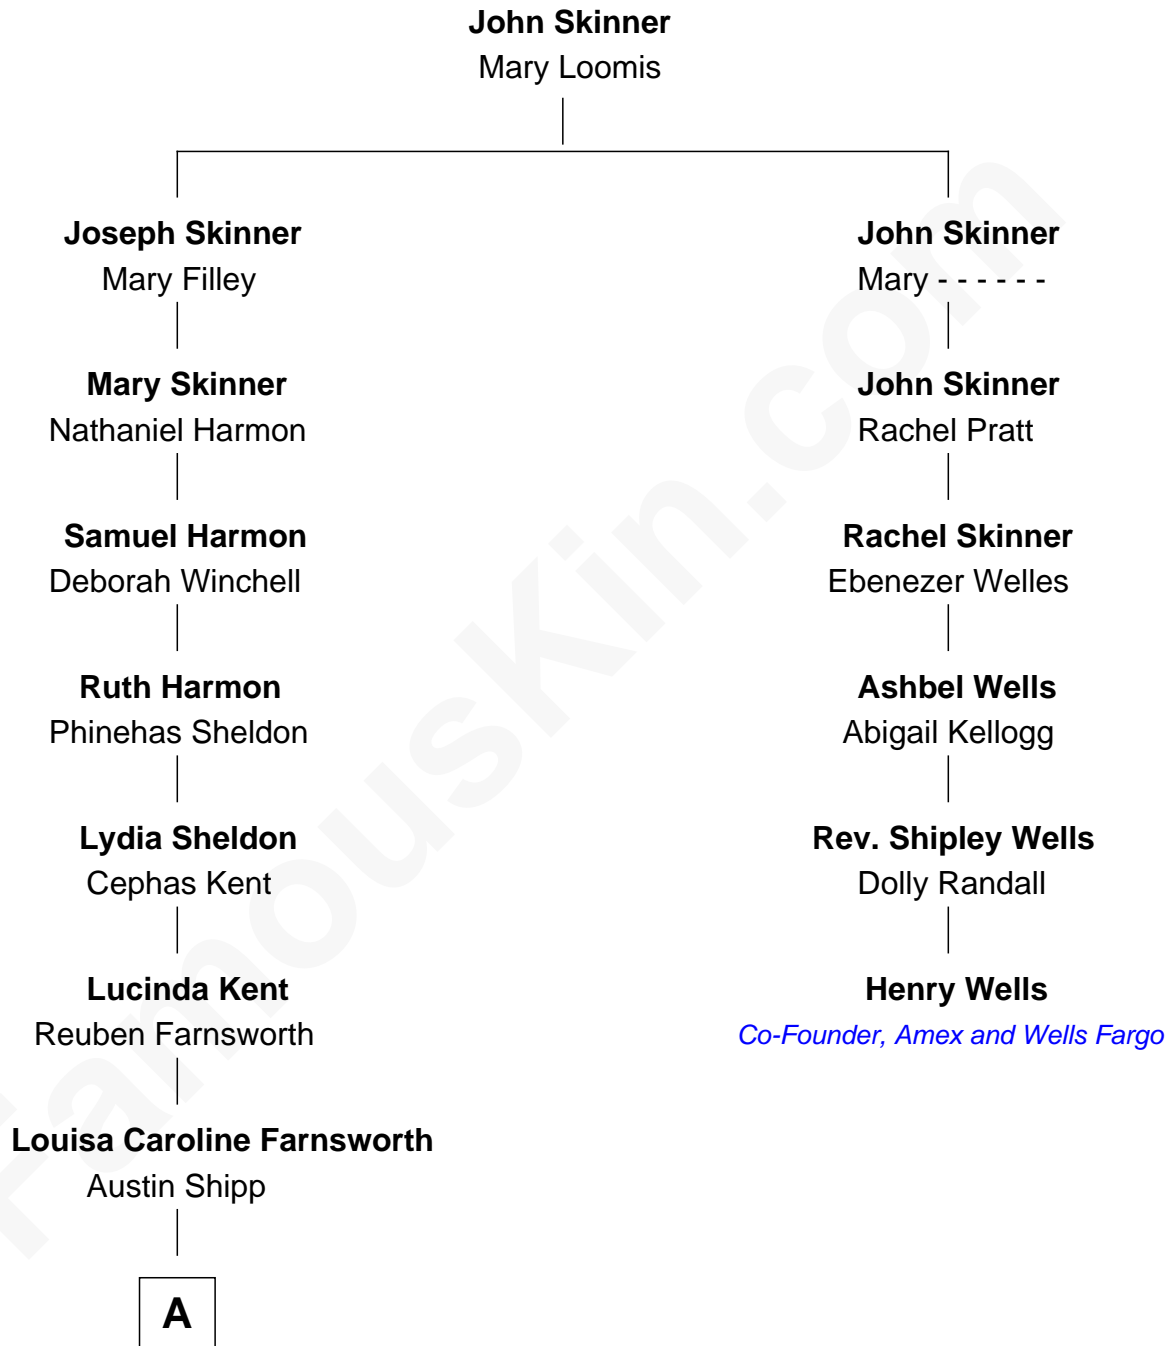 John Skinner
Mary Loomis
Joseph Skinner
Mary Filley
Mary Skinner
Nathaniel Harmon
Samuel Harmon
Deborah Winchell
Ruth Harmon
Phinehas Sheldon
Lydia Sheldon
Cephas Kent
Lucinda Kent
Reuben Farnsworth
Louisa Caroline Farnsworth
Austin Shipp
A
John Skinner
Mary - - - - - -
John Skinner
Rachel Pratt
Rachel Skinner
Ebenezer Welles
Ashbel Wells
Abigail Kellogg
Rev. Shipley Wells
Dolly Randall
Henry Wells
Co-Founder, Amex and Wells Fargo
FamousKin.com